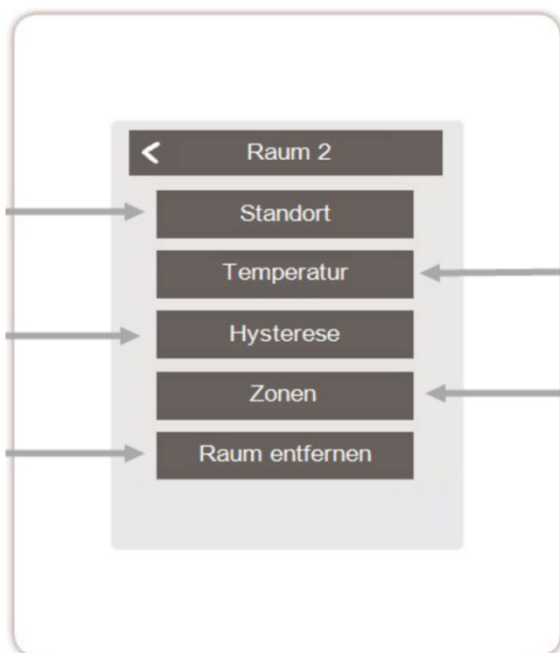 Raum 2
Standort
Temperatur
Hysterese
Zonen
Raum entfernen